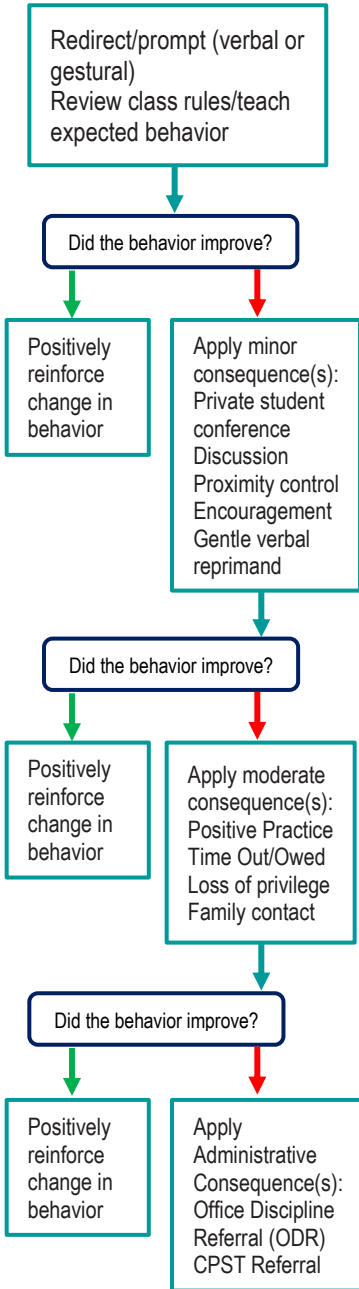 Redirect/prompt (verbal or
gestural)
Review class rules/teach
expected behavior
Did the behavior improve?
Positively
reinforce
change in
behavior
Apply minor
consequence(s):
Private student
conference
Discussion
Proximity control
Encouragement
Gentle verbal
reprimand
Did the behavior improve?
Positively
reinforce
change in
behavior
Apply moderate
consequence(s):
Positive Practice
Time Out/Owed
Loss of privilege
Family contact
Did the behavior improve?
Positively
reinforce
change in
behavior
Apply
Administrative
Consequence(s):
Office Discipline
Referral (ODR)
CPST Referral